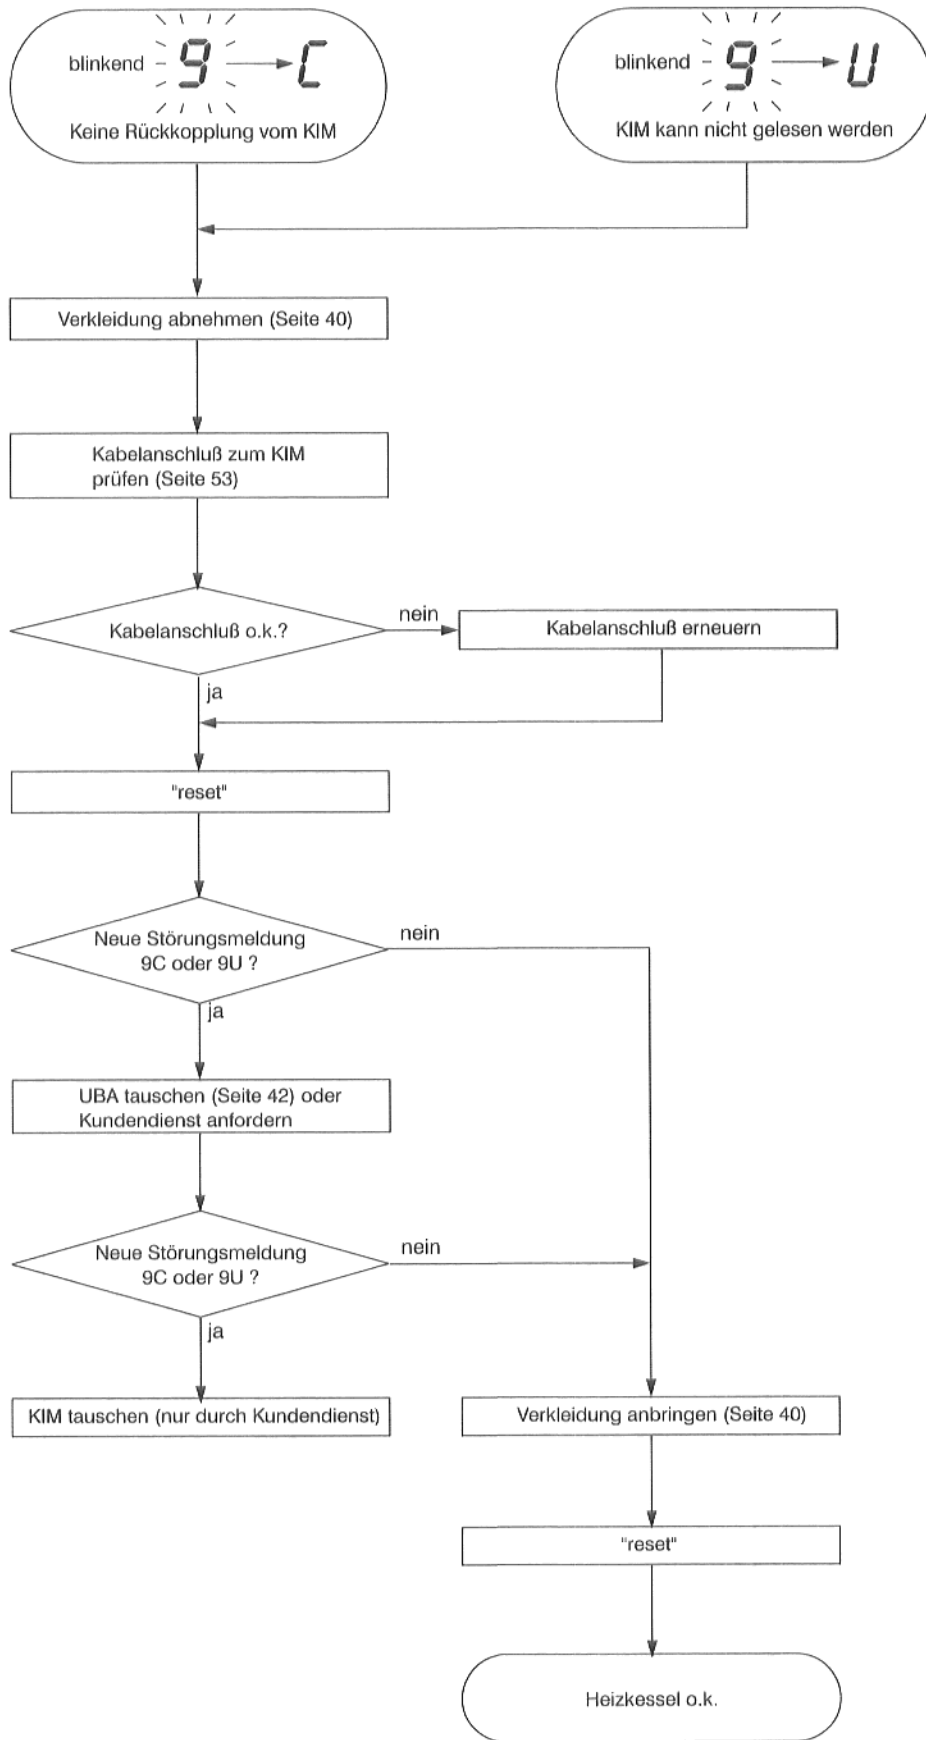 blinkend 9 C
Keine Rückkopplung vom KIM
blinkend 9 U
KIM kann nicht gelesen werden
Verkleidung abnehmen (Seite 40)
Kabelanschluß zum KIM
prüfen (Seite 53)
Kabelanschluß o.k.?
nein
Kabelanschluß erneuern
ja
"reset"
Neue Störungsmeldung
9C oder 9U ?
nein
ja
UBA tauschen (Seite 42) oder
Kundendienst anfordern
Neue Störungsmeldung
9C oder 9U ?
nein
ja
KIM tauschen (nur durch Kundendienst)
Verkleidung anbringen (Seite 40)
"reset"
Heizkessel o.k.